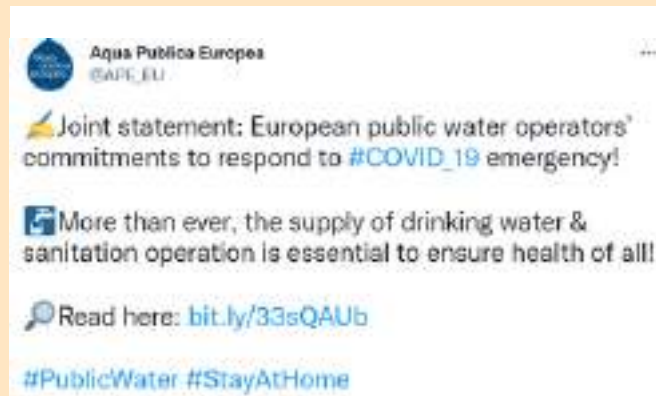 Aqua Publica Europea
@APE_EU
Joint statement: European public water operators'
commitments to respond to #COVID_19 emergency!
More than ever, the supply of drinking water &
sanitation operation is essential to ensure health of all!
Read here: bit.ly/33sQAUb
#PublicWater #StayAtHome